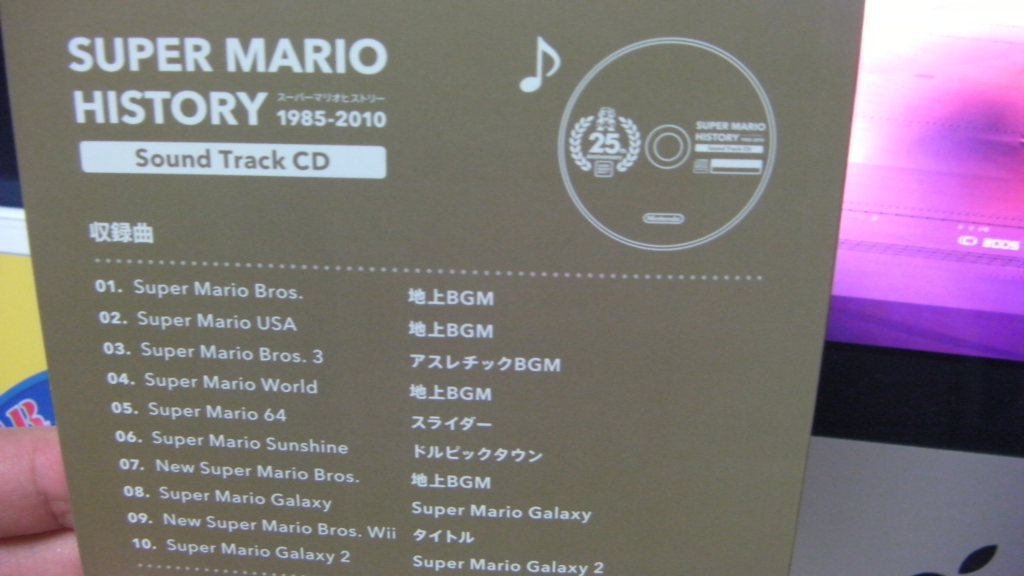 SUPER MARIO
HISTORY スーパーマリオヒストリー
1985-2010
Sound Track CD
25th
SUPER MARIO
HISTORY
Sound Track CD
Nintendo
収録曲
01. Super Mario Bros. 地上BGM
02. Super Mario USA 地上BGM
03. Super Mario Bros. 3 アスレチックBGM
04. Super Mario World 地上BGM
05. Super Mario 64 スライダー
06. Super Mario Sunshine ドルピックタウン
07. New Super Mario Bros. 地上BGM
08. Super Mario Galaxy Super Mario Galaxy
09. New Super Mario Bros. Wii タイトル
10. Super Mario Galaxy 2 Super Mario Galaxy 2
2005